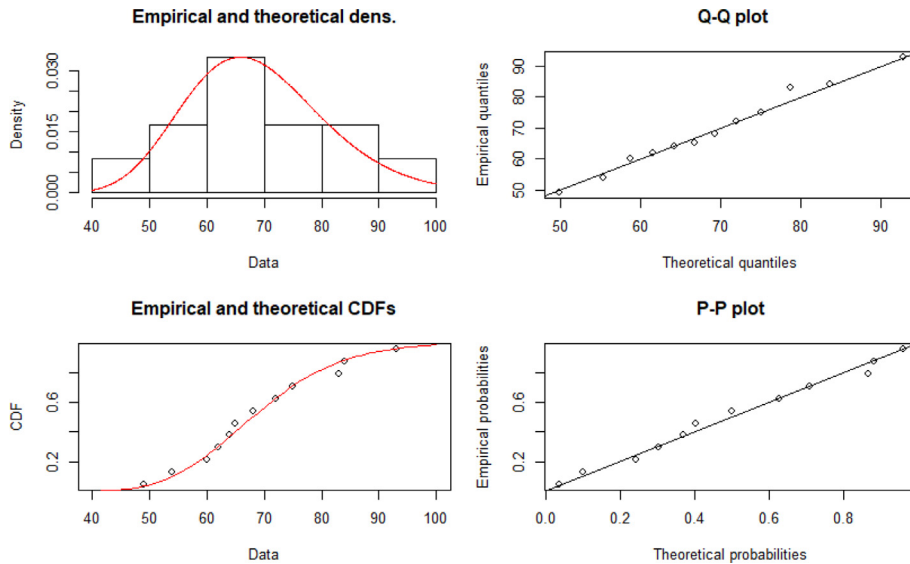 Empirical and theoretical dens.
Density
0.000 0.015 0.030
40 50 60 70 80 90 100
Data
Q-Q plot
Empirical quantiles
50 60 70 80 90
50 60 70 80 90
Theoretical quantiles
Empirical and theoretical CDFs
CDF
0.2 0.6
40 50 60 70 80 90 100
Data
P-P plot
Empirical probabilities
0.2 0.6
0.0 0.2 0.4 0.6 0.8
Theoretical probabilities